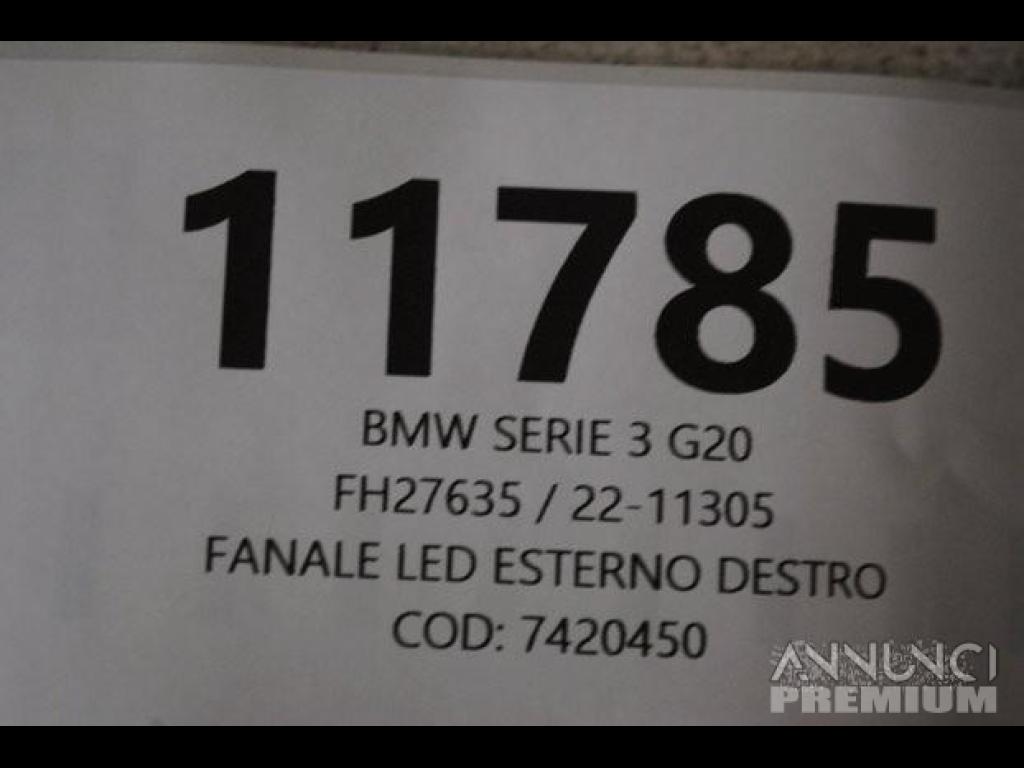 11785
BMW SERIE 3 G20
FH27635 / 22-11305
FANALE LED ESTERNO DESTRO
COD: 7420450
ANNUNCI
PREMIUM